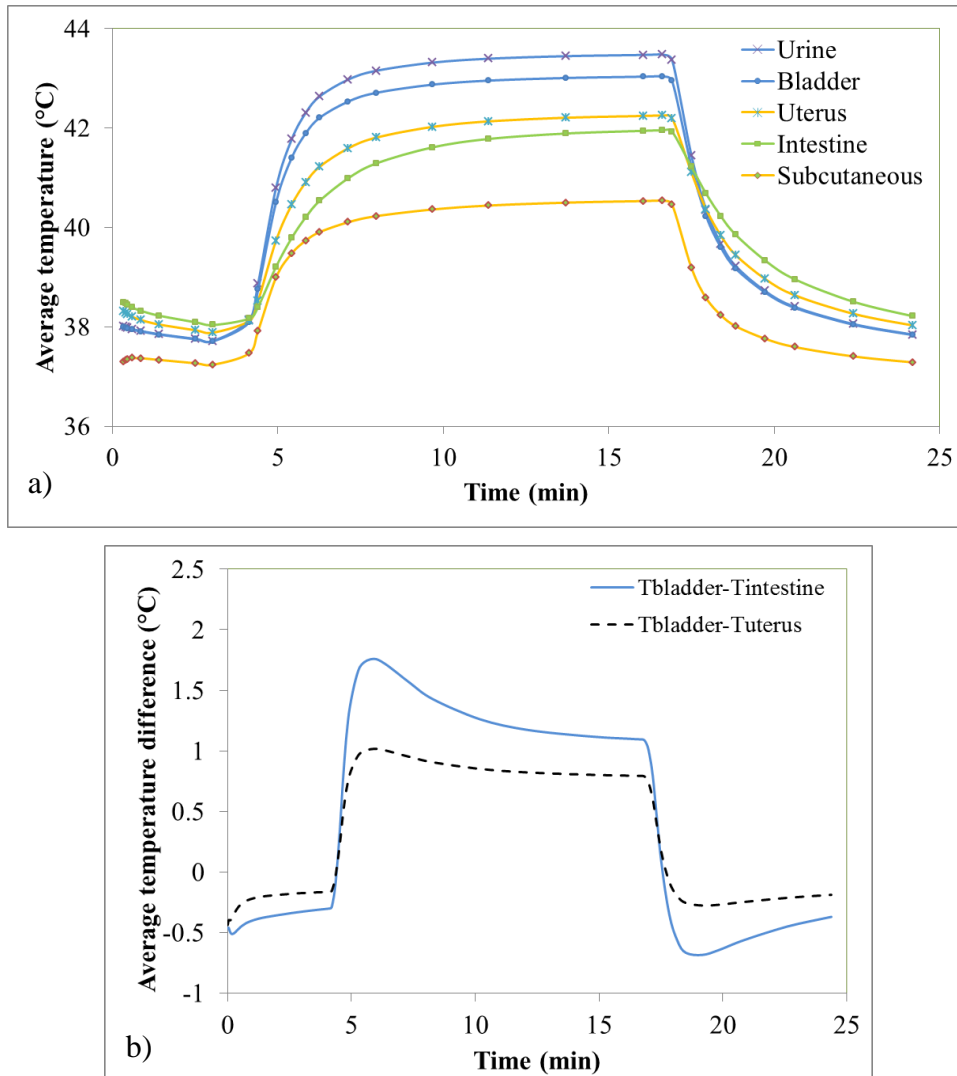 44
42
40
38
36
Average temperature (°C)
Urine
Bladder
Uterus
Intestine
Subcutaneous
0 5 10 15 20 25
Time (min)
a)
2.5
2
1.5
1
0.5
0
-0.5
-1
Average temperature difference (°C)
Tbladder-Tintestine
Tbladder-Tuterus
0 5 10 15 20 25
Time (min)
b)